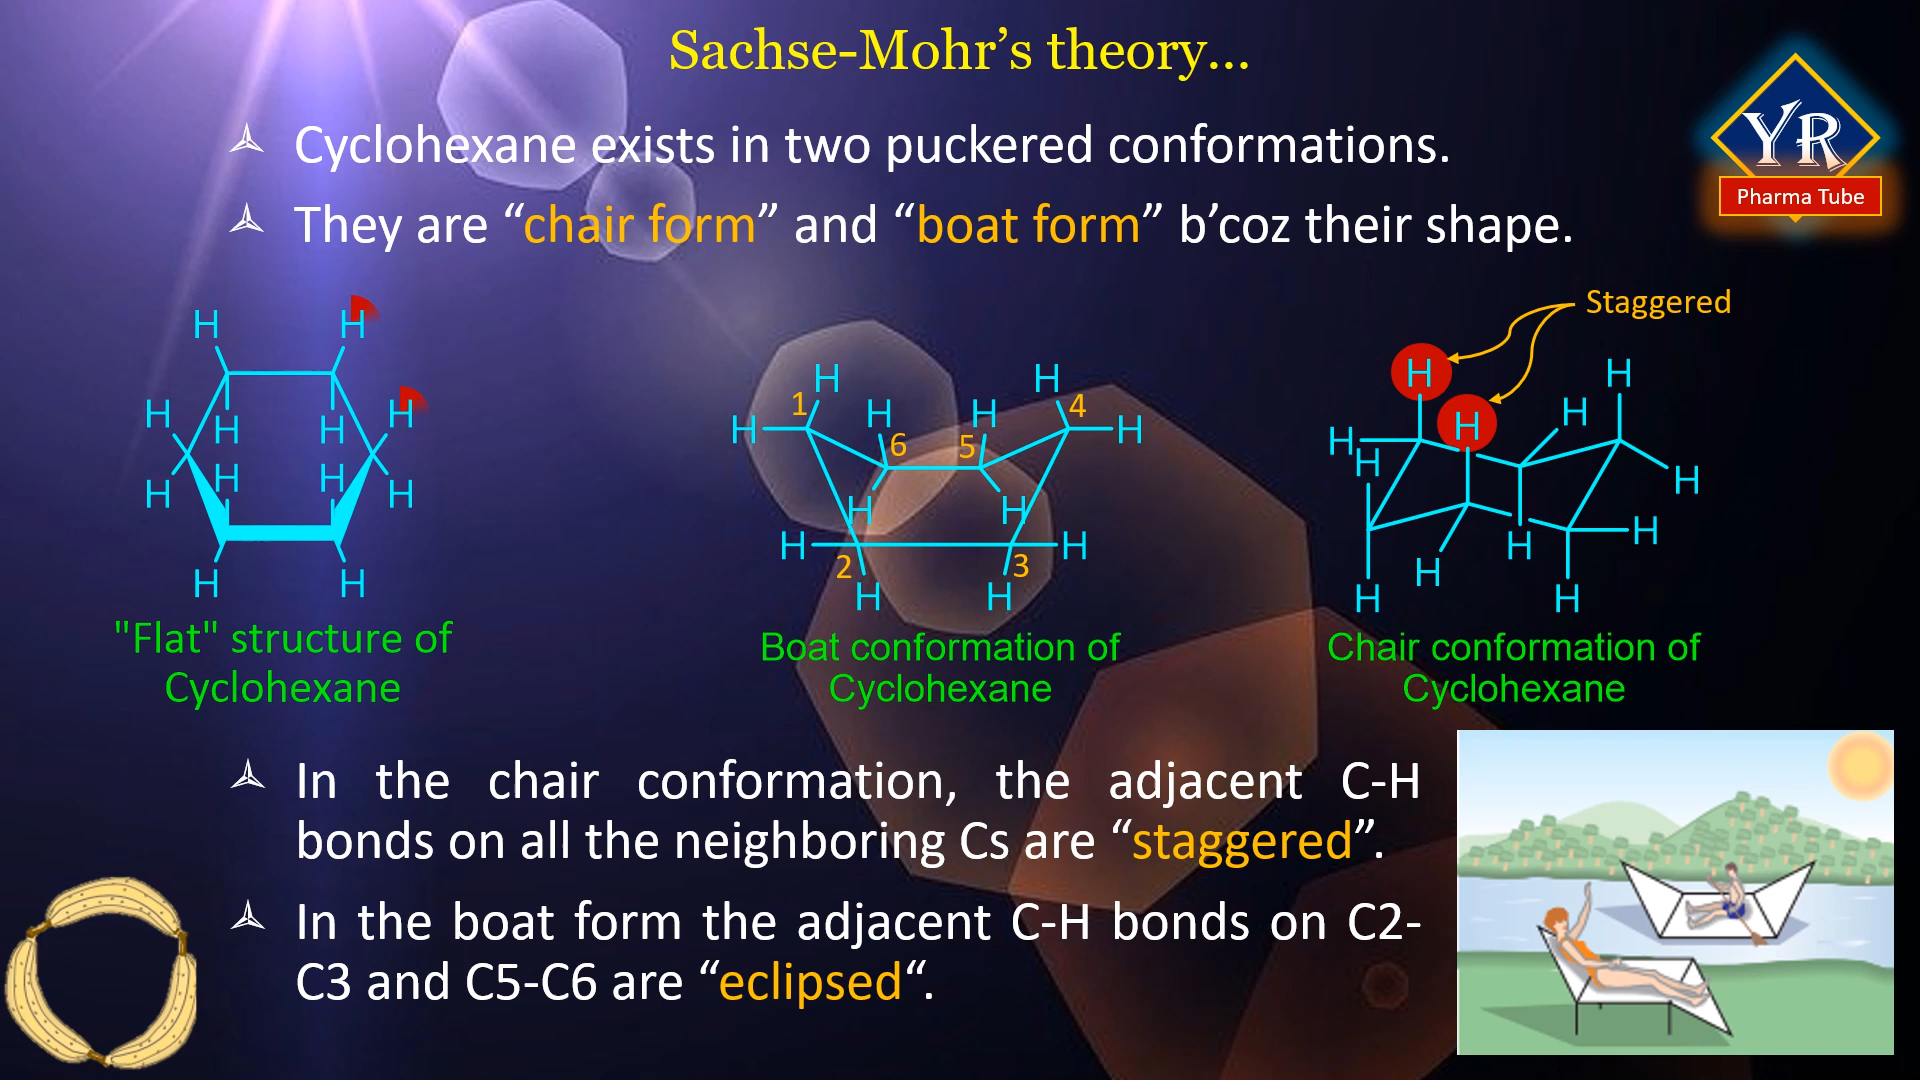 Sachse-Mohr’s theory...
YR
Pharma Tube
Cyclohexane exists in two puckered conformations.
They are “chair form” and “boat form” b’coz their shape.
Staggered
H H
H H
H H
H H
H H
H H
"Flat" structure of
Cyclohexane
H H
1 4
H H H H
6 5
H H
H H
2 3
H H
Boat conformation of
Cyclohexane
H H
H H
H H
H
H H
H H H
Chair conformation of
Cyclohexane
In the chair conformation, the adjacent C-H
bonds on all the neighboring Cs are “staggered”.
In the boat form the adjacent C-H bonds on C2-
C3 and C5-C6 are “eclipsed“.